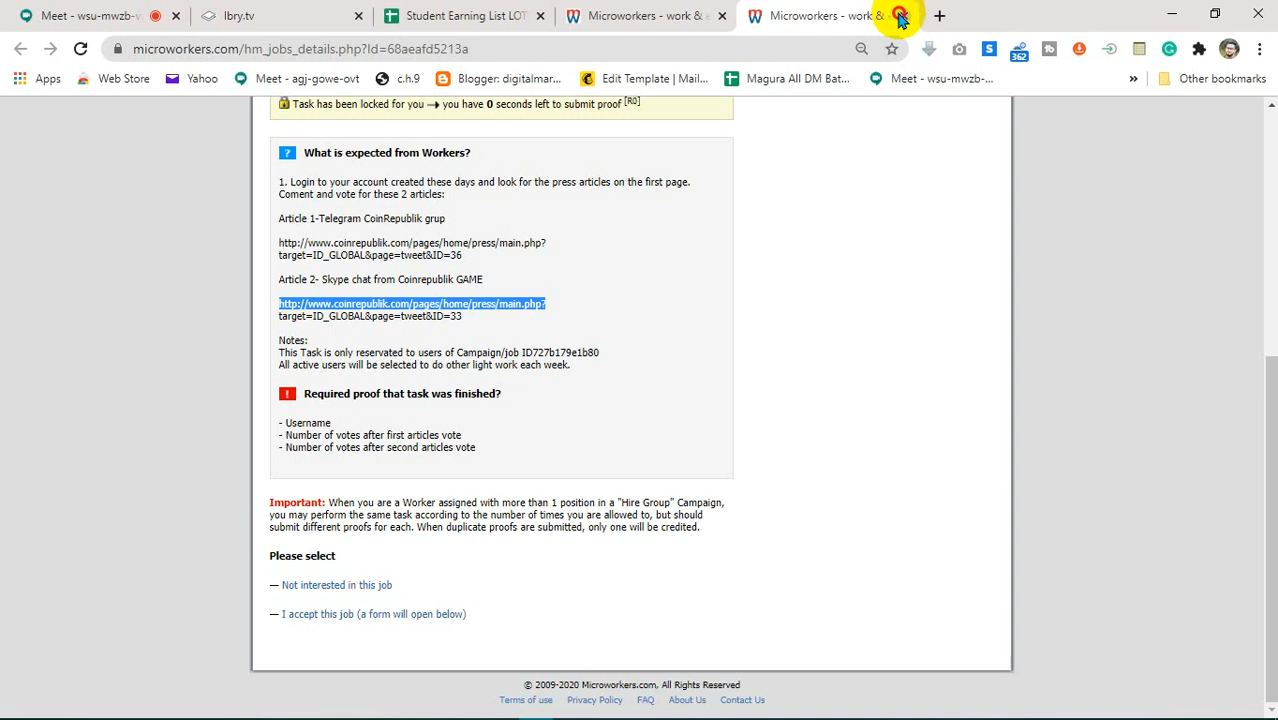 Meet - wsu-mwzb-w
lbry.tv
Student Earning List LOT
Microworkers - work &
Microworkers - work &
microworkers.com/hm_jobs_details.php?Id=68aeafd5213a
362
Apps
Web Store
Yahoo
Meet - agj-gowe-ovt
c.h.9
Blogger: digitalmar...
Edit Template | Mail...
Magura All DM Bat...
Meet - wsu-mwzb-...
»
Other bookmarks
Task has been locked for you → you have 0 seconds left to submit proof [R0]
What is expected from Workers?
1. Login to your account created these days and look for the press articles on the first page.
Coment and vote for these 2 articles:
Article 1-Telegram CoinRepublik grup
http://www.coinrepublik.com/pages/home/press/main.php?
target=ID_GLOBAL&page=tweet&ID=36
Article 2- Skype chat from Coinrepublik GAME
http://www.coinrepublik.com/pages/home/press/main.php?
target=ID_GLOBAL&page=tweet&ID=33
Notes:
This Task is only reservated to users of Campaign/job ID727b179e1b80
All active users will be selected to do other light work each week.
Required proof that task was finished?
- Username
- Number of votes after first articles vote
- Number of votes after second articles vote
Important: When you are a Worker assigned with more than 1 position in a "Hire Group" Campaign,
you may perform the same task according to the number of times you are allowed to, but should
submit different proofs for each. When duplicate proofs are submitted, only one will be credited.
Please select
— Not interested in this job
— I accept this job (a form will open below)
© 2009-2020 Microworkers.com, All Rights Reserved
Terms of use Privacy Policy FAQ About Us Contact Us